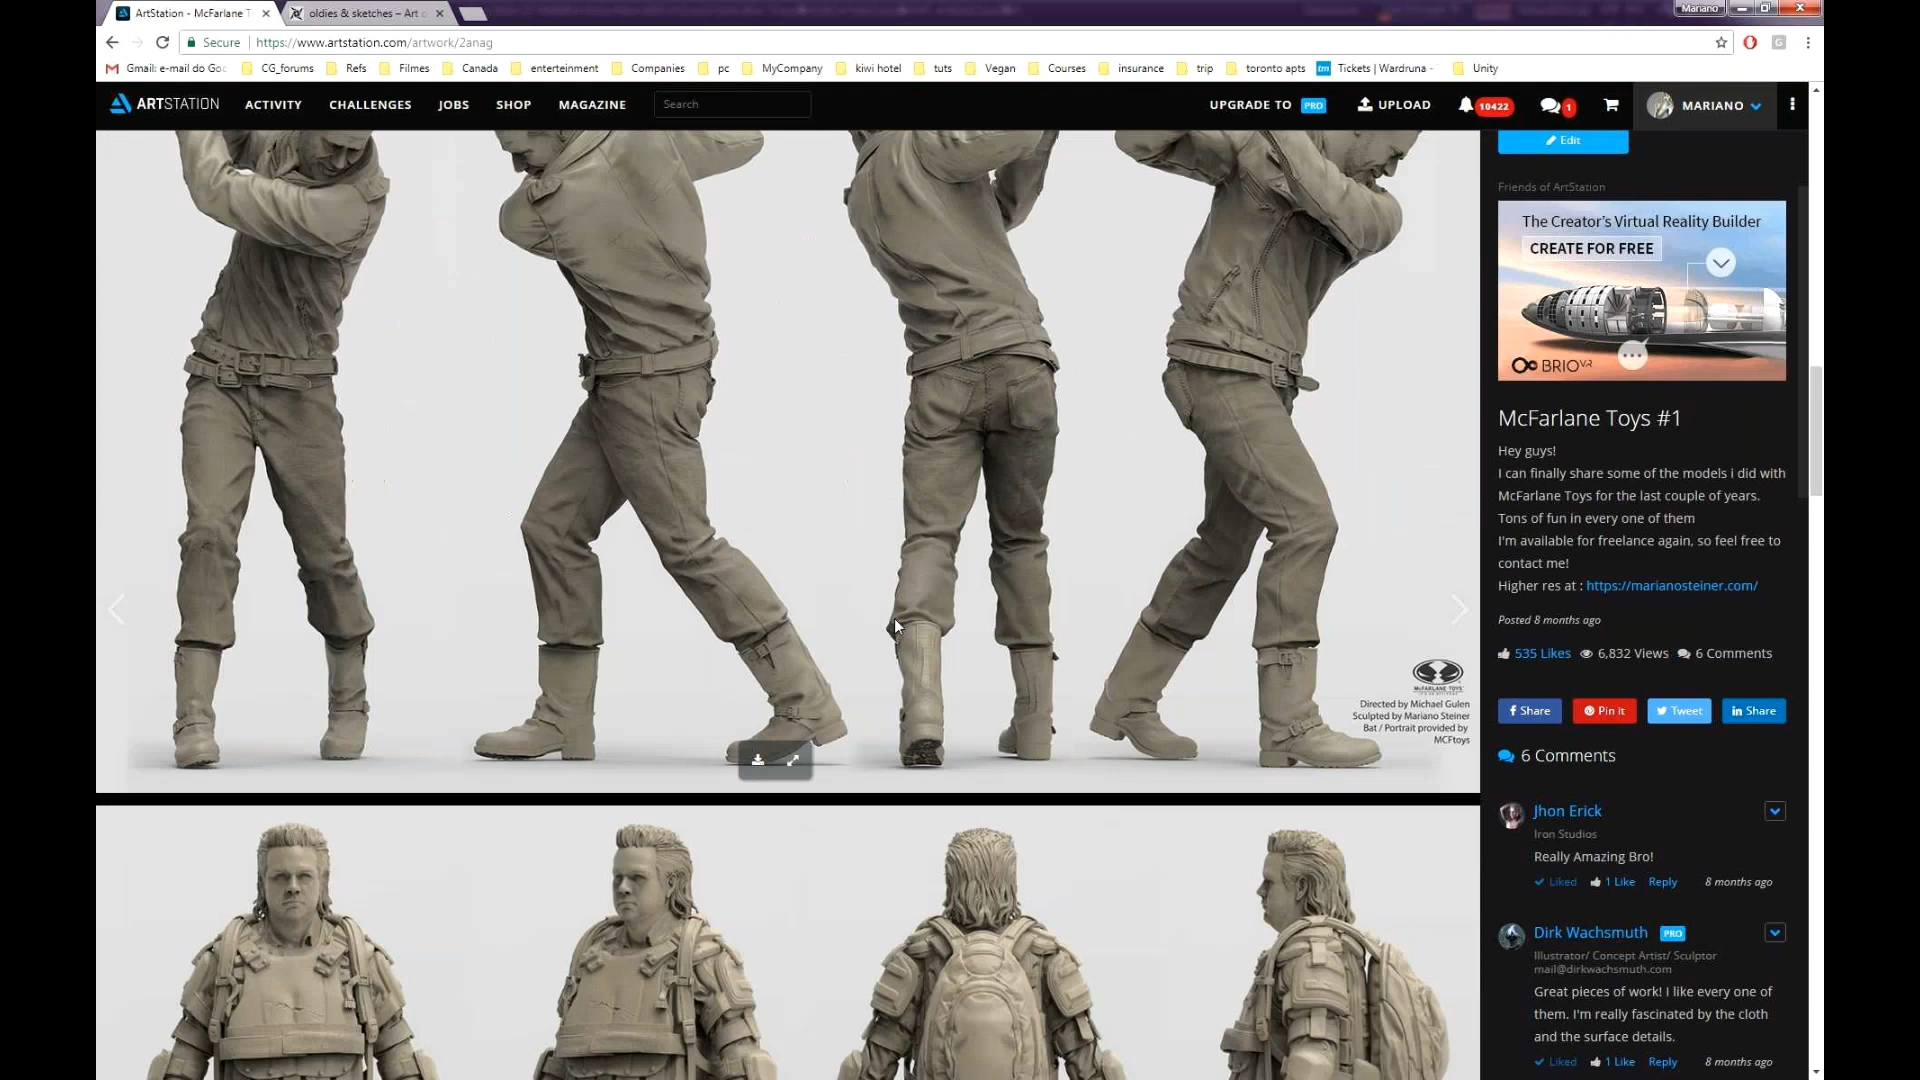 ArtStation - McFarlane T
oldies & sketches – Art o
Mariano
Secure
https://www.artstation.com/artwork/2anag
Gmail: e-mail do Goo
CG_forums
Refs
Filmes
Canada
enterteinment
Companies
pc
MyCompany
kiwi hotel
tuts
Vegan
Courses
insurance
trip
toronto apts
tm
Tickets | Wardruna -
Unity
ARTSTATION
ACTIVITY
CHALLENGES
JOBS
SHOP
MAGAZINE
Search
UPGRADE TO PRO
UPLOAD
10422
1
MARIANO
Edit
Friends of ArtStation
The Creator's Virtual Reality Builder
CREATE FOR FREE
BRIOVR
McFarlane Toys #1
Hey guys!
I can finally share some of the models i did with
McFarlane Toys for the last couple of years.
Tons of fun in every one of them
I'm available for freelance again, so feel free to
contact me!
Higher res at : https://marianosteiner.com/
Posted 8 months ago
535 Likes 6,832 Views 6 Comments
McFARLANE TOYS
Directed by Michael Gulen
Sculpted by Mariano Steiner
Bat / Portrait provided by
MCFtoys
Share
Pin it
Tweet
Share
6 Comments
Jhon Erick
Iron Studios
Really Amazing Bro!
Liked 1 Like Reply 8 months ago
Dirk Wachsmuth PRO
Illustrator/ Concept Artist/ Sculptor
mail@dirkwachsmuth.com
Great pieces of work! I like every one of
them. I'm really fascinated by the cloth
and the surface details.
Liked 1 Like Reply 8 months ago